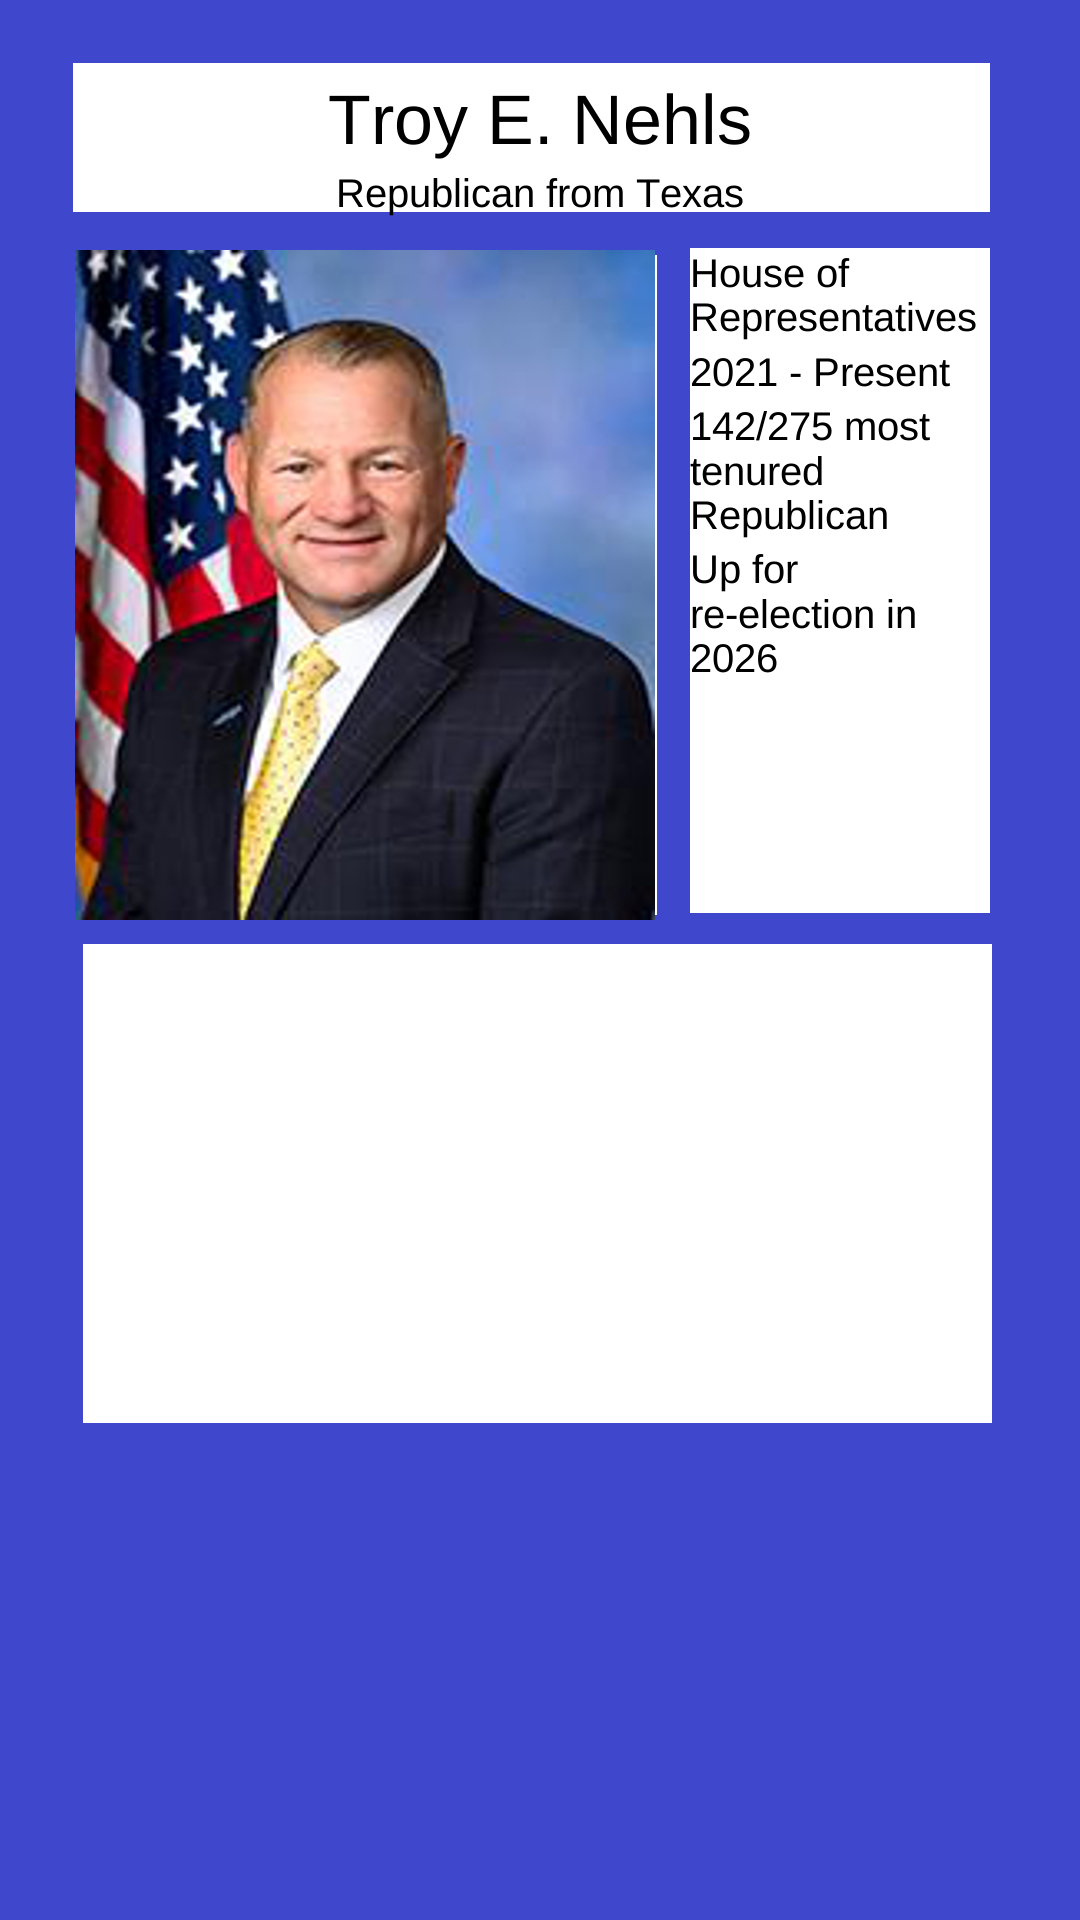 Troy E. Nehls
Republican from Texas
House of
Representatives
2021 - Present
142/275 most
tenured
Republican
Up for
re-election in
2026